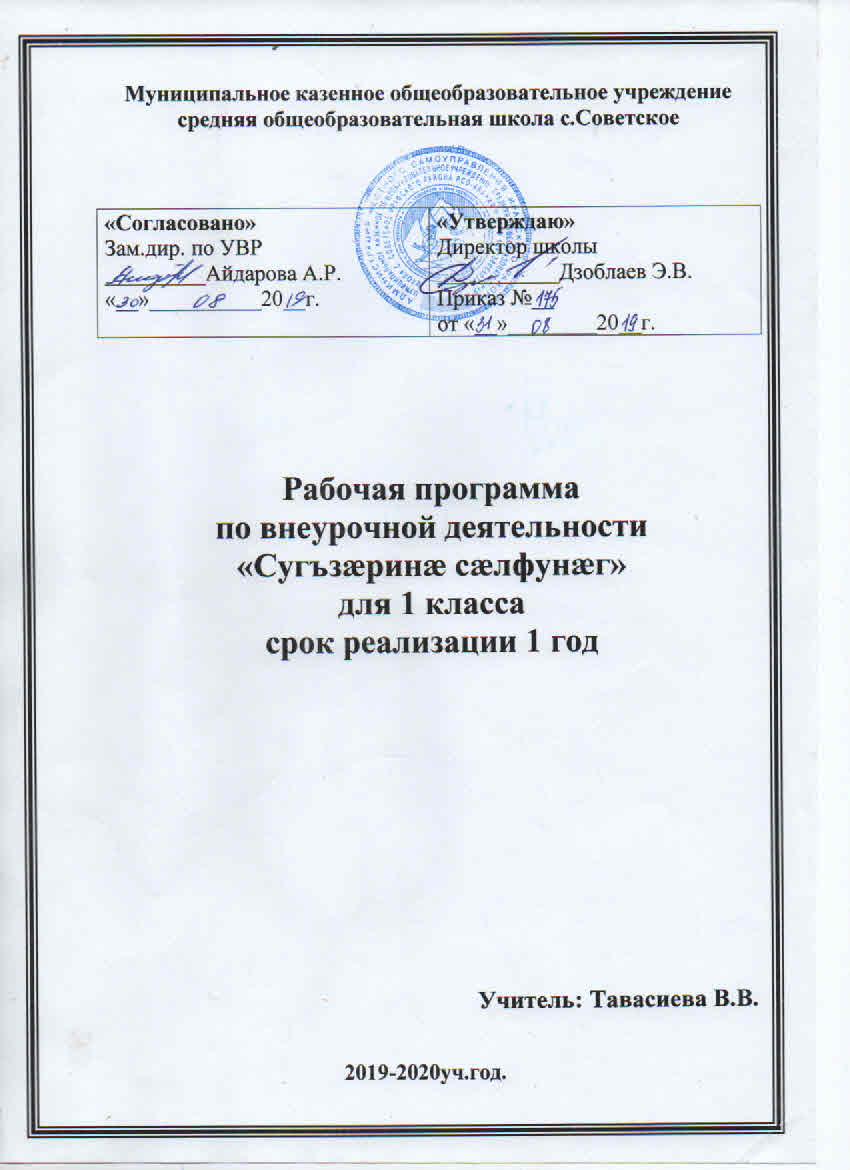 Муниципальное казенное общеобразовательное учреждение
средняя общеобразовательная школа с.Советское
«Согласовано»
Зам.дир. по УВР
Айдарова А.Р.
«30» 08 2019г.
«Утверждаю»
Директор школы
Дзоблаев Э.В.
Приказ № 175
от «31» 08 2019г.
Рабочая программа
по внеурочной деятельности
«Сугъзæринæ сæлфунæг»
для 1 класса
срок реализации 1 год
Учитель: Тавасиева В.В.
2019-2020уч.год.